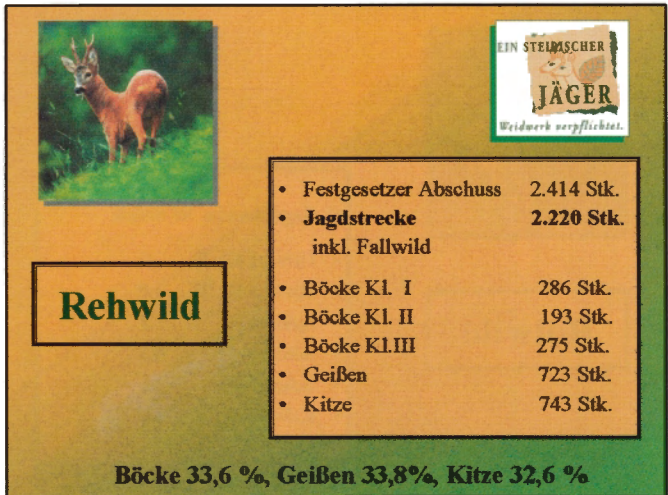 EIN STEIRISCHER
JÄGER
Weidwerk verpflichtet.
• Festgesetzer Abschuss 2.414 Stk.
• Jagdstrecke 2.220 Stk.
inkl. Fallwild
Rehwild
• Böcke Kl. I 286 Stk.
• Böcke Kl. II 193 Stk.
• Böcke Kl.III 275 Stk.
• Geißen 723 Stk.
• Kitze 743 Stk.
Böcke 33,6 %, Geißen 33,8%, Kitze 32,6 %